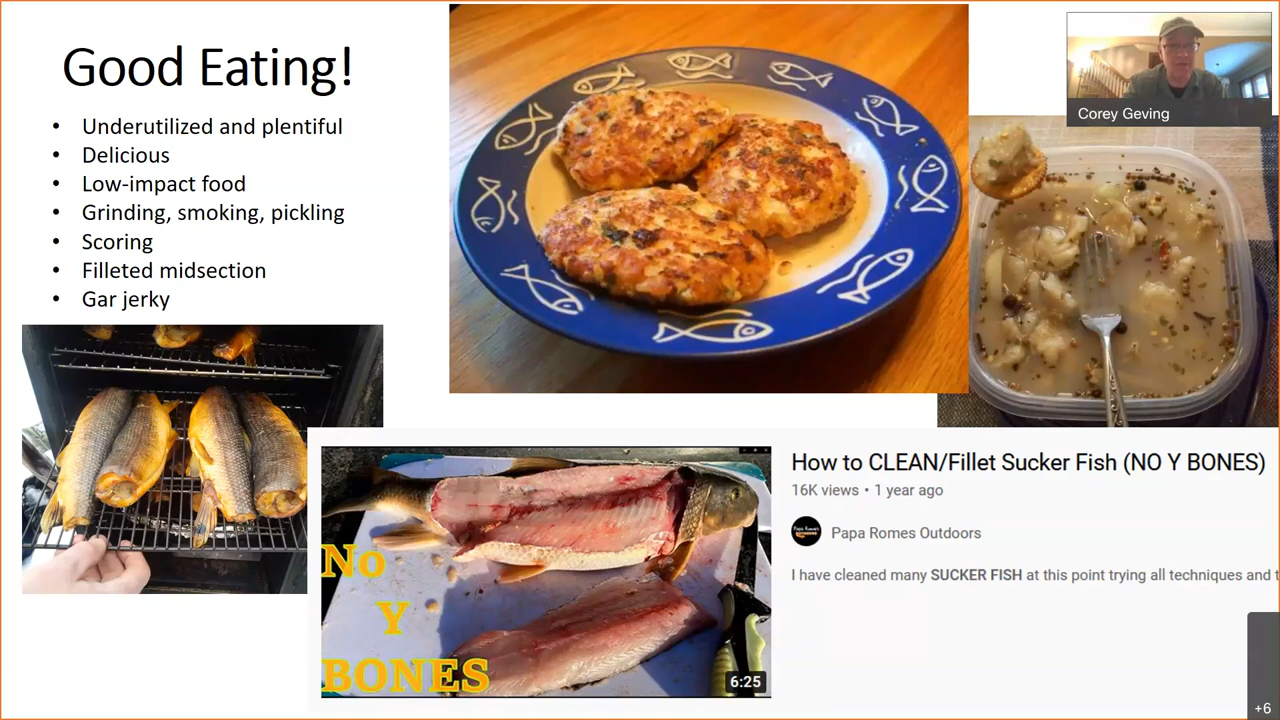 Good Eating!
• Underutilized and plentiful
• Delicious
• Low-impact food
• Grinding, smoking, pickling
• Scoring
• Filleted midsection
• Gar jerky
Corey Geving
No
Y
BONES
6:25
How to CLEAN/Fillet Sucker Fish (NO Y BONES)
16K views • 1 year ago
Papa Romes Outdoors
I have cleaned many SUCKER FISH at this point trying all techniques and t
+6